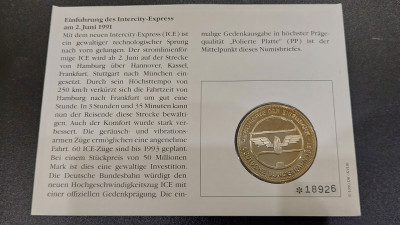 Einführung des Intercity-Express
am 2. Juni 1991
Mit dem neuen Intercity-Express (ICE) ist
ein gewaltiger technologischer Sprung
nach vorn gelungen. Der stromlinienför-
mige ICE wird ab 2. Juni auf der Strecke
von Hamburg über Hannover, Kassel,
Frankfurt, Stuttgart nach München ein-
gesetzt. Durch sein Höchsttempo von
250 km/h verkürzt sich die Fahrtzeit von
Hamburg nach Frankfurt um gut eine
Stunde. In 3 Stunden und 35 Minuten kann
nun der Reisende diese Strecke bewälti-
gen. Auch der Komfort wurde stark ver-
bessert. Die geräusch- und vibrations-
armen Züge ermöglichen eine angenehme
Fahrt. 60 ICE-Züge sind bis 1993 geplant.
Bei einem Stückpreis von 50 Millionen
Mark ist dies eine gewaltige Investition.
Die Deutsche Bundesbahn würdigt den
neuen Hochgeschwindigkeitszug ICE mit
einer offiziellen Gedenkprägung. Die ein-
malige Gedenkausgabe in höchster Präge-
qualität „Polierte Platte" (PP) ist der
Mittelpunkt dieses Numisbriefes.
*18926